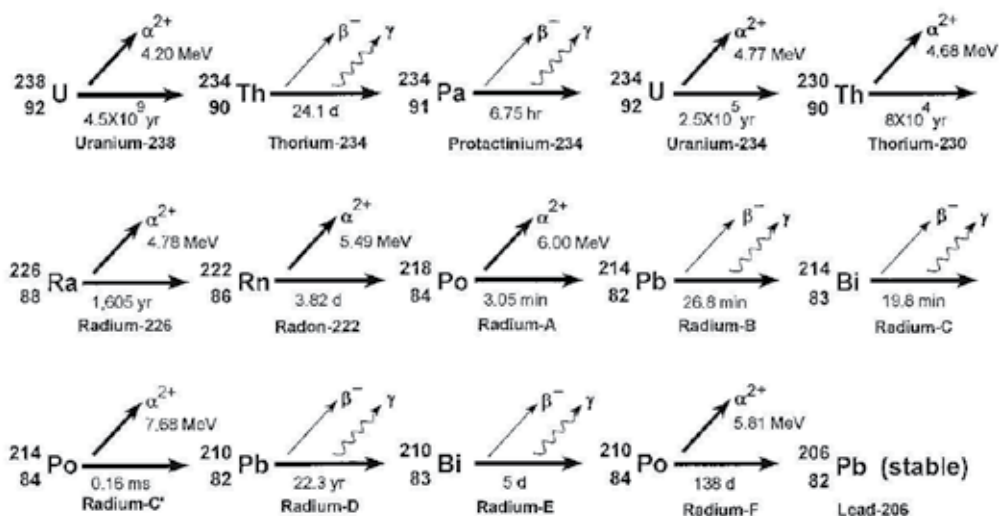 α2+ β− γ β− γ α2+ α2+
4.20 MeV 4.77 MeV 4.68 MeV
238 234 234 234 230
U Th Pa U Th
92 90 91 92 90
4.5X10^9 yr 24.1 d 6.75 hr 2.5X10^5 yr 8X10^4 yr
Uranium-238 Thorium-234 Protactinium-234 Uranium-234 Thorium-230
α2+ α2+ α2+ β− γ β− γ
4.78 MeV 5.49 MeV 6.00 MeV
226 222 218 214 214
Ra Rn Po Pb Bi
88 86 84 82 83
1,605 yr 3.82 d 3.05 min 26.8 min 19.8 min
Radium-226 Radon-222 Radium-A Radium-B Radium-C
α2+ β− γ β− γ α2+
7.68 MeV 5.81 MeV
214 210 210 210 206
Po Pb Bi Po Pb (stable)
84 82 83 84 82
0.16 ms 22.3 yr 5 d 138 d
Radium-C' Radium-D Radium-E Radium-F Lead-206